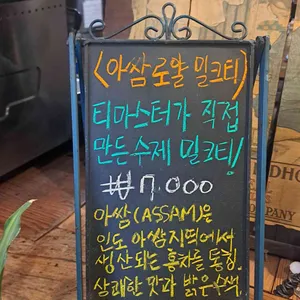 <아쌈 로얄 밀크티>
티마스터가 직접
만든 수제 밀크티!
₩7.000
아쌈(ASSAM)은
인도 아쌈지역에서
생산되는 홍차를 통칭.
상쾌한 맛과 밝은 수색.